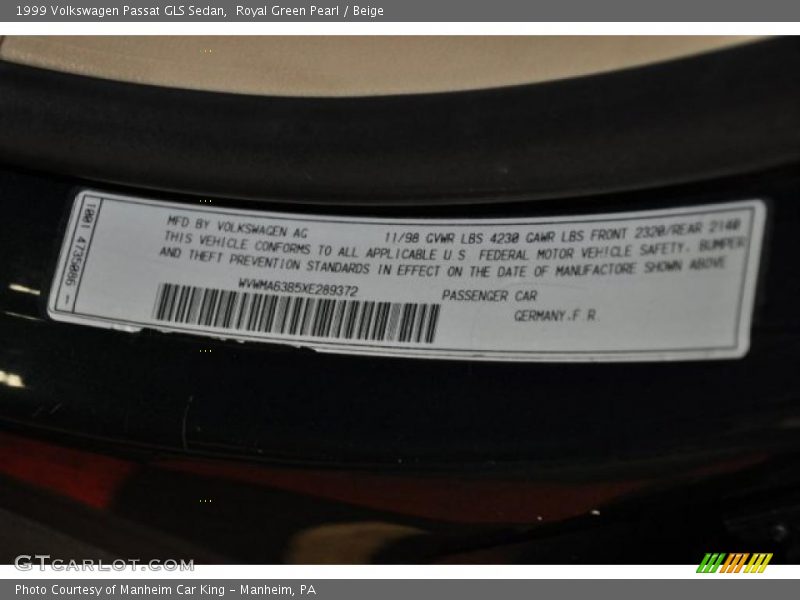 1999 Volkswagen Passat GLS Sedan,  Royal Green Pearl / Beige
1001 4735086 -
MFD BY VOLKSWAGEN AG 11/98 GVWR LBS 4230 GAWR LBS FRONT 2320/REAR 2140
THIS VEHICLE CONFORMS TO ALL APPLICABLE U S FEDERAL MOTOR VEHICLE SAFETY. BUMPER
AND THEFT PREVENTION STANDARDS IN EFFECT ON THE DATE OF MANUFACTORE SHOWN ABOVE
WVWMA63B5XE289372 PASSENGER CAR
GERMANY.F R.
GTCARLOT.COM
Photo Courtesy of Manheim Car King - Manheim, PA